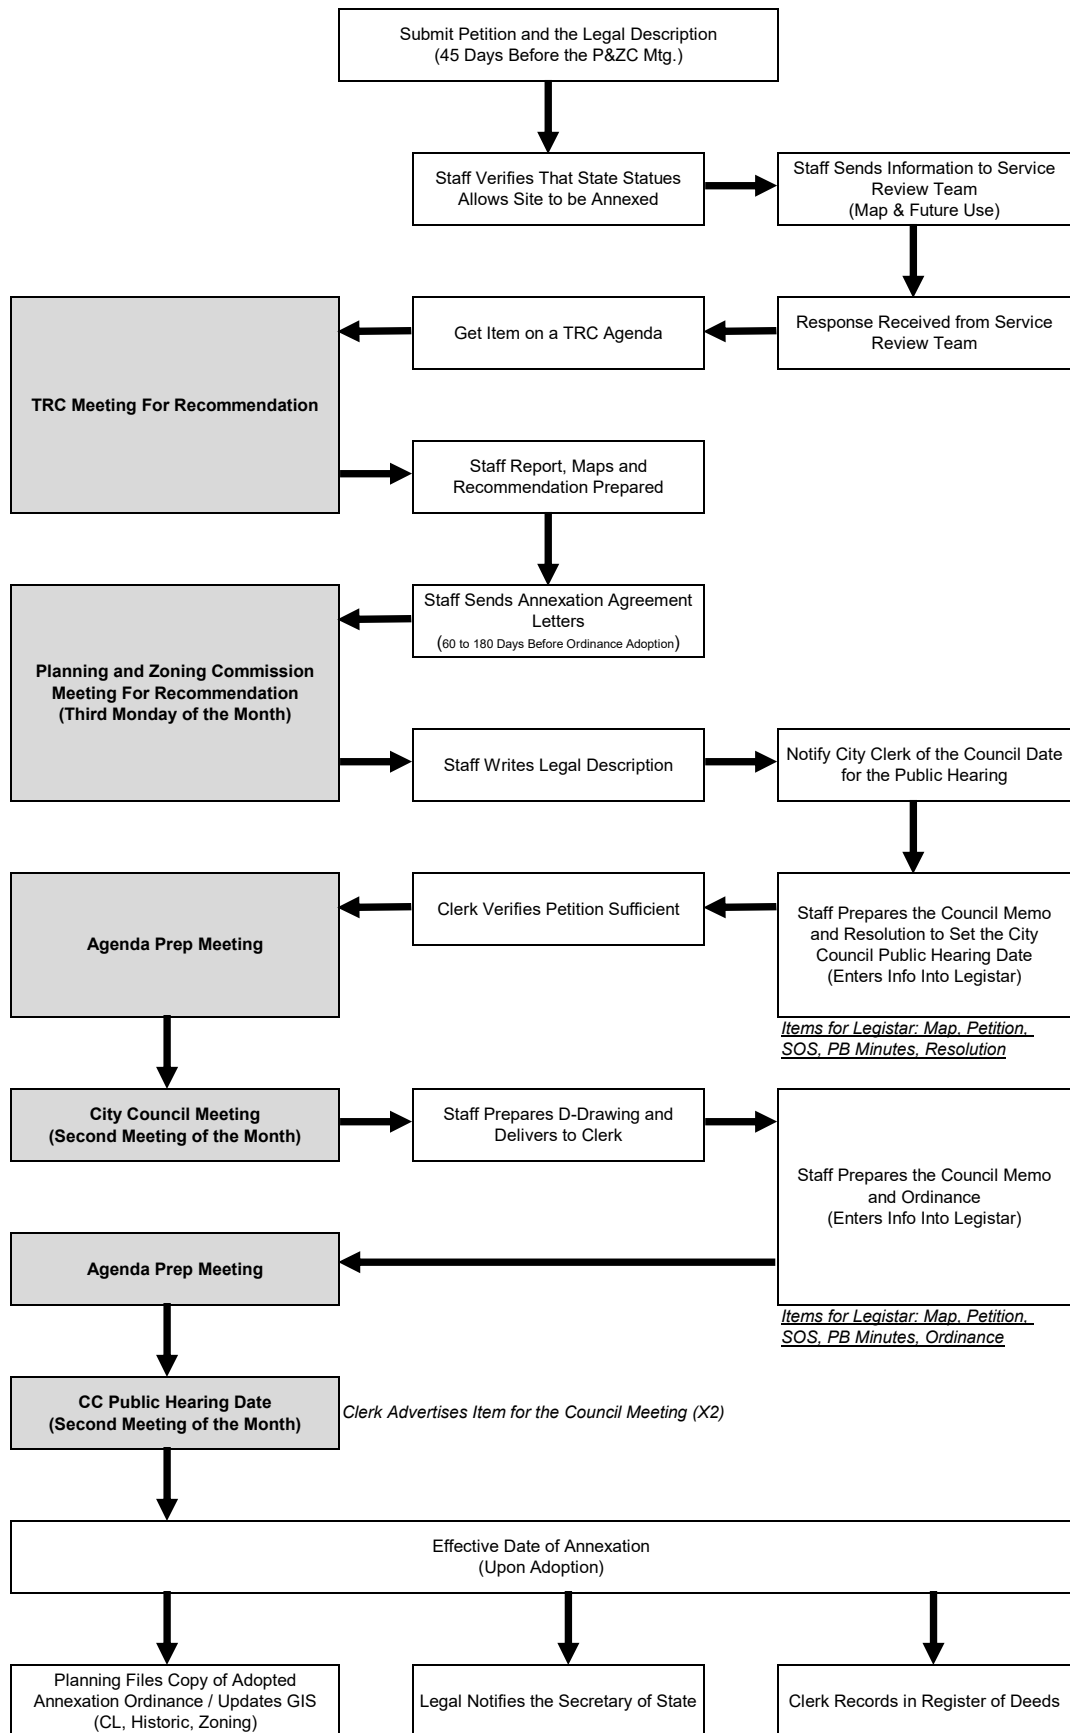 Submit Petition and the Legal Description
(45 Days Before the P&ZC Mtg.)
Staff Verifies That State Statues
Allows Site to be Annexed
Staff Sends Information to Service
Review Team
(Map & Future Use)
Response Received from Service
Review Team
Get Item on a TRC Agenda
TRC Meeting For Recommendation
Staff Report, Maps and
Recommendation Prepared
Staff Sends Annexation Agreement
Letters
(60 to 180 Days Before Ordinance Adoption)
Planning and Zoning Commission
Meeting For Recommendation
(Third Monday of the Month)
Staff Writes Legal Description
Notify City Clerk of the Council Date
for the Public Hearing
Staff Prepares the Council Memo
and Resolution to Set the City
Council Public Hearing Date
(Enters Info Into Legistar)
Items for Legistar: Map, Petition,
SOS, PB Minutes, Resolution
Clerk Verifies Petition Sufficient
Agenda Prep Meeting
City Council Meeting
(Second Meeting of the Month)
Staff Prepares D-Drawing and
Delivers to Clerk
Staff Prepares the Council Memo
and Ordinance
(Enters Info Into Legistar)
Items for Legistar: Map, Petition,
SOS, PB Minutes, Ordinance
Agenda Prep Meeting
CC Public Hearing Date
(Second Meeting of the Month)
Clerk Advertises Item for the Council Meeting (X2)
Effective Date of Annexation
(Upon Adoption)
Planning Files Copy of Adopted
Annexation Ordinance / Updates GIS
(CL, Historic, Zoning)
Legal Notifies the Secretary of State
Clerk Records in Register of Deeds